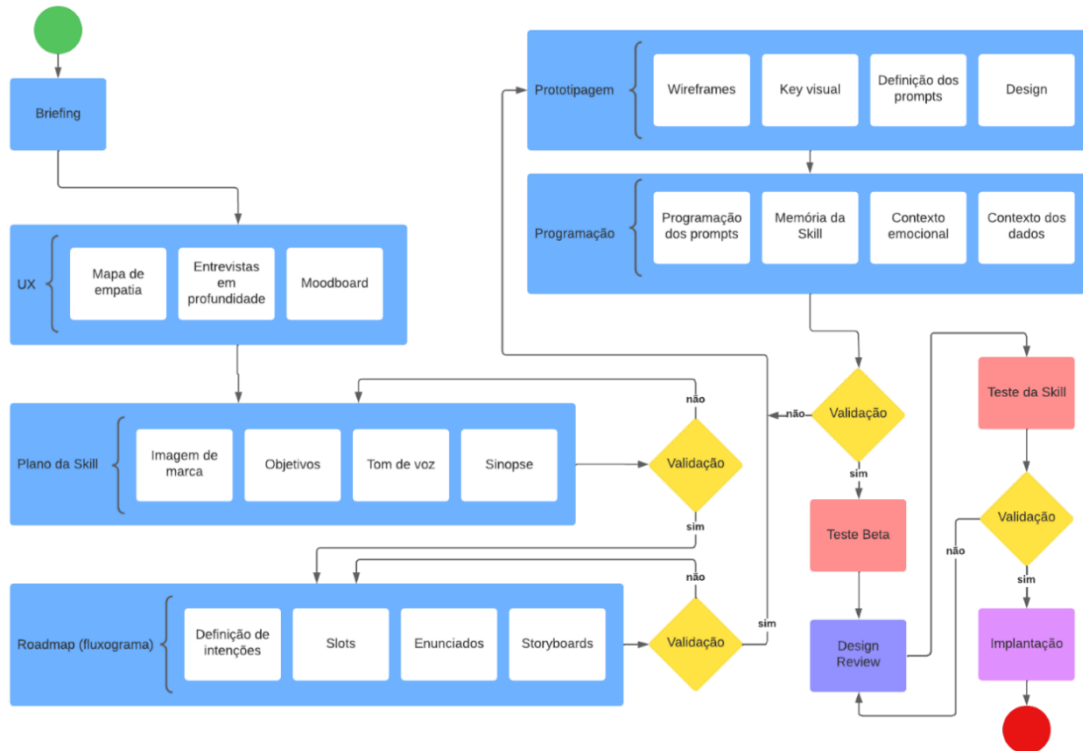 Briefing
UX
Mapa de
empatia
Entrevistas
em
profundidade
Moodboard
Plano da Skill
Imagem de
marca
Objetivos
Tom de voz
Sinopse
não
Validação
sim
Roadmap (fluxograma)
Definição de
intenções
Slots
Enunciados
Storyboards
não
Validação
sim
Prototipagem
Wireframes
Key visual
Definição dos
prompts
Design
Programação
Programação
dos prompts
Memória da
Skill
Contexto
emocional
Contexto dos
dados
não
Validação
sim
Teste Beta
Design
Review
Teste da Skill
Validação
não
sim
Implantação